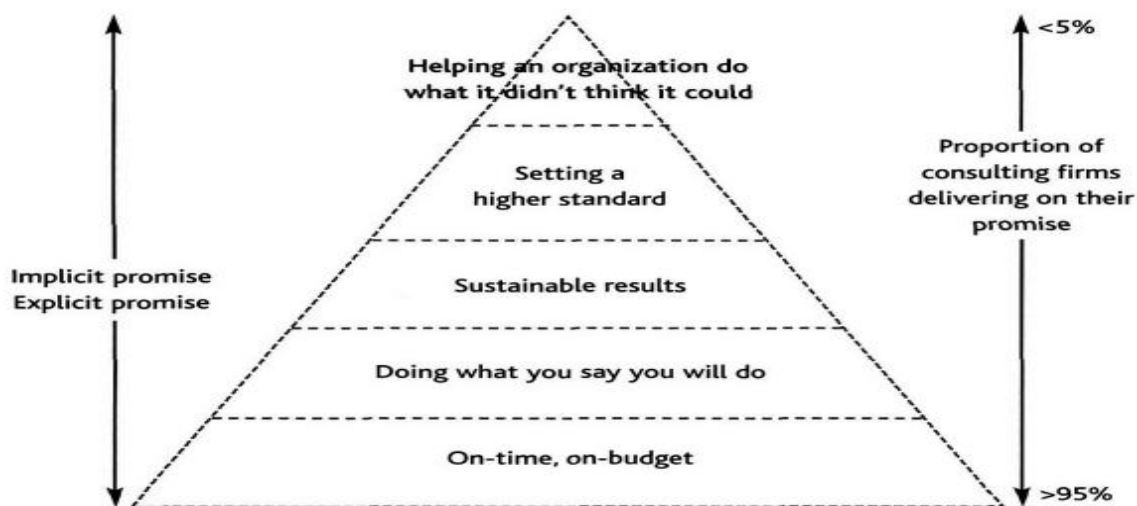 <5%
Helping an organization do
what it didn't think it could
Proportion of
consulting firms
delivering on their
promise
Setting a
higher standard
Implicit promise
Explicit promise
Sustainable results
Doing what you say you will do
On-time, on-budget
>95%